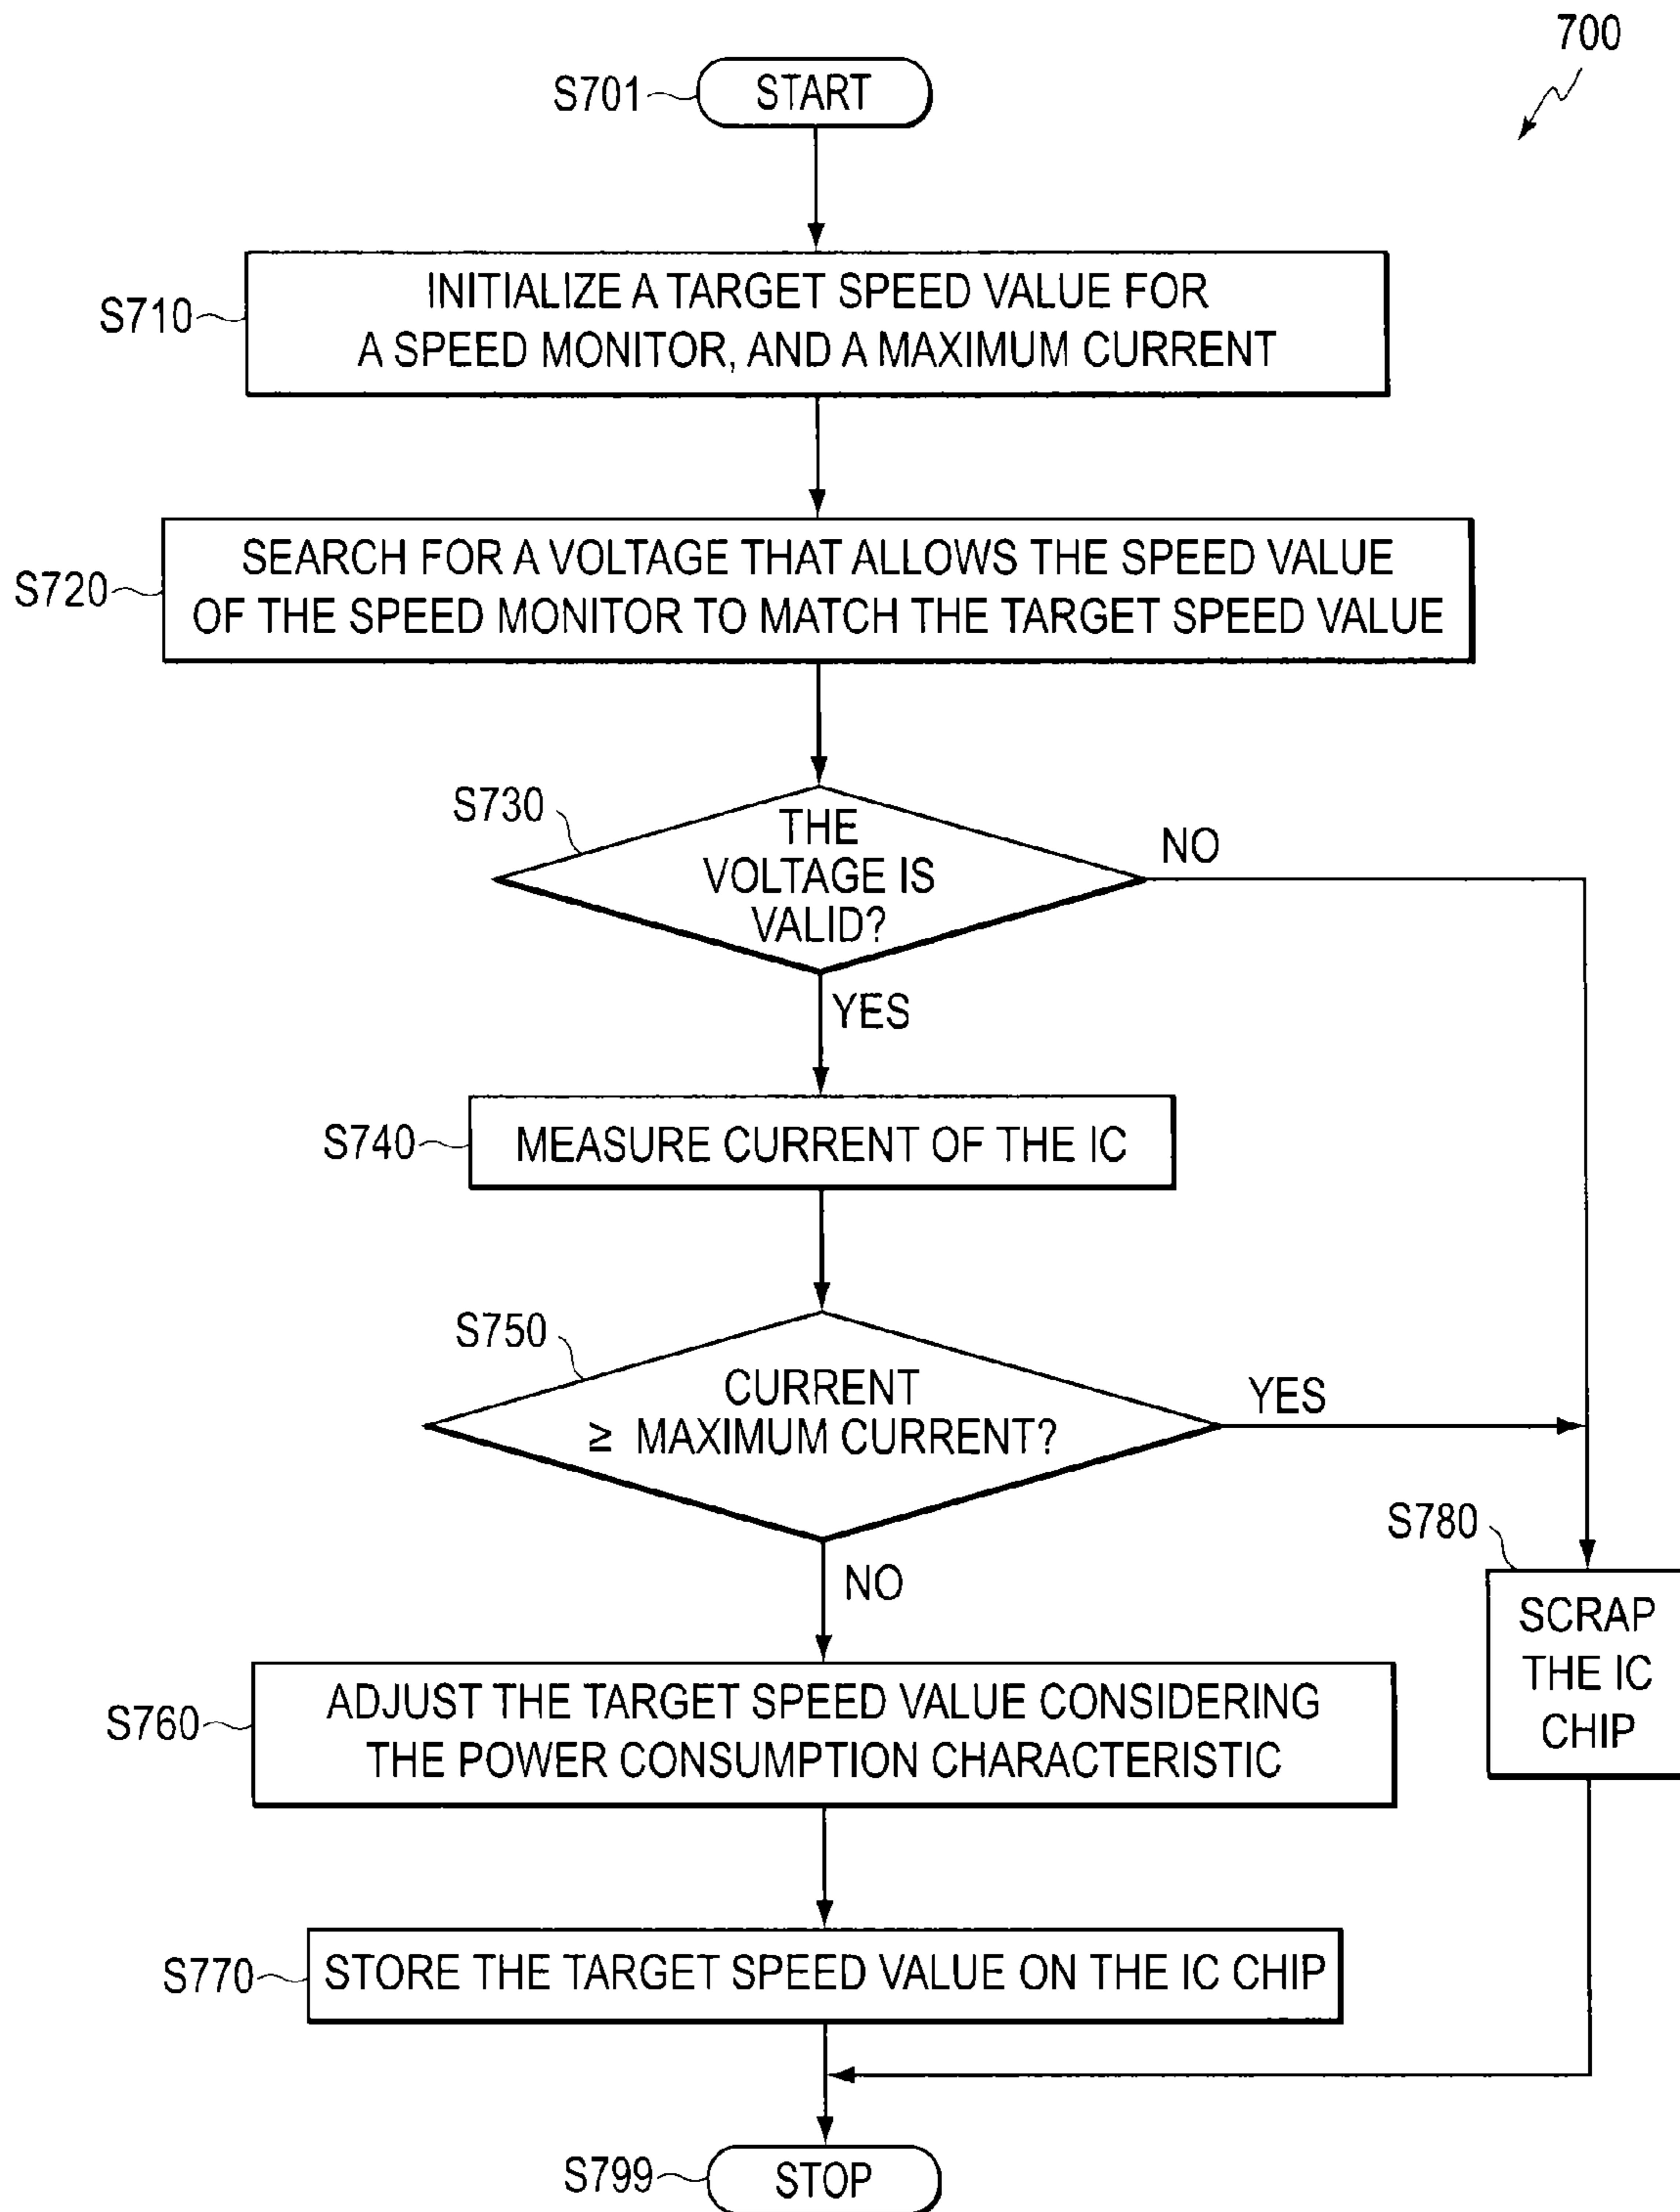 700
S701
START
S710
INITIALIZE A TARGET SPEED VALUE FOR
A SPEED MONITOR, AND A MAXIMUM CURRENT
S720
SEARCH FOR A VOLTAGE THAT ALLOWS THE SPEED VALUE
OF THE SPEED MONITOR TO MATCH THE TARGET SPEED VALUE
S730
THE
VOLTAGE IS
VALID?
NO
YES
S740
MEASURE CURRENT OF THE IC
S750
CURRENT
≥ MAXIMUM CURRENT?
YES
NO
S780
SCRAP
THE IC
CHIP
S760
ADJUST THE TARGET SPEED VALUE CONSIDERING
THE POWER CONSUMPTION CHARACTERISTIC
S770
STORE THE TARGET SPEED VALUE ON THE IC CHIP
S799
STOP